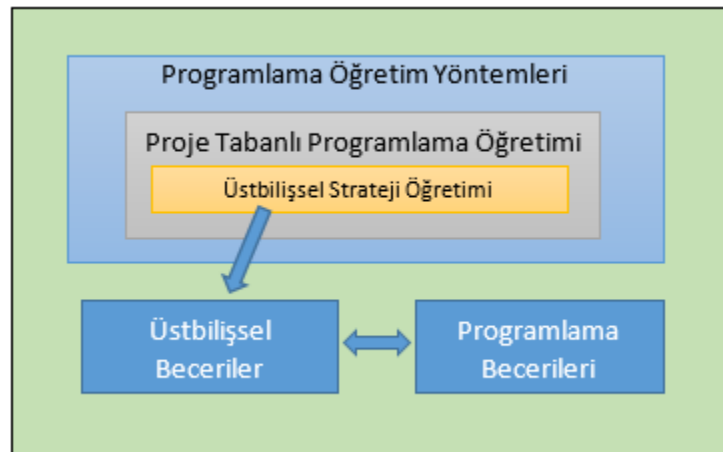 Programlama Öğretim Yöntemleri
Proje Tabanlı Programlama Öğretimi
Üstbilişsel Strateji Öğretimi
Üstbilişsel
Beceriler
Programlama
Becerileri